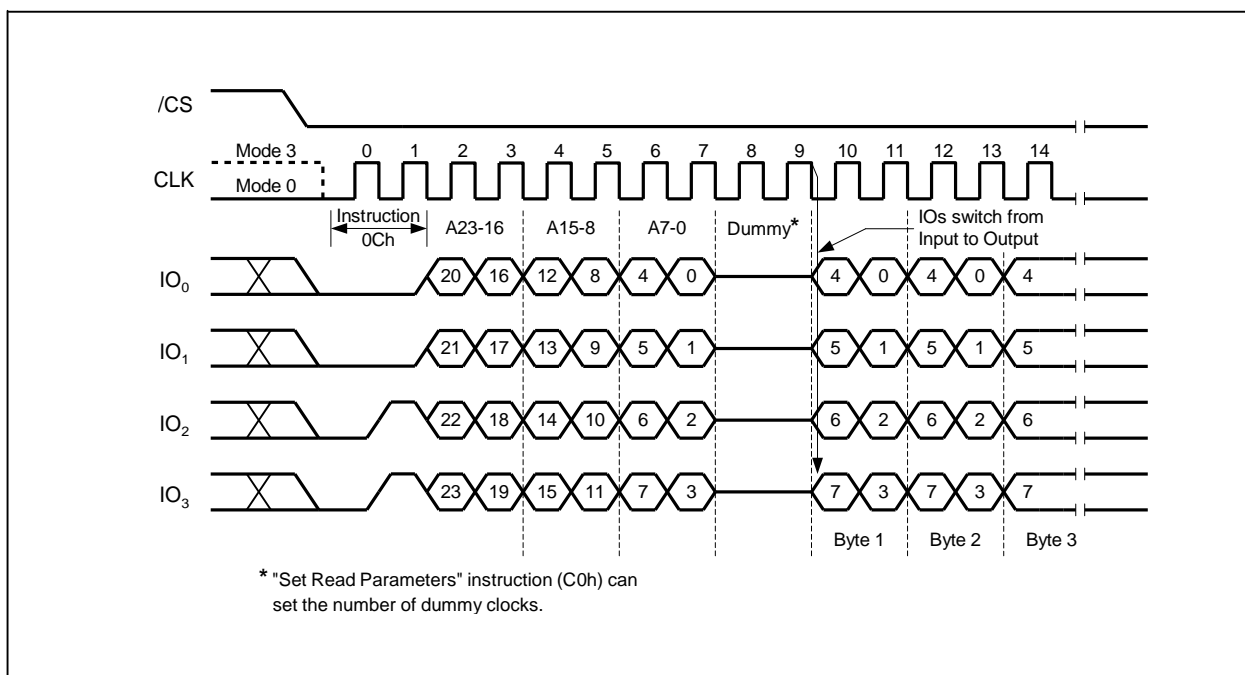 /CS
Mode 3
0 1 2 3 4 5 6 7 8 9 10 11 12 13 14
CLK
Mode 0
Instruction
0Ch
A23-16
A15-8
A7-0
Dummy*
IOs switch from
Input to Output
IO0
20 16 12 8 4 0 4 0 4 0 4
IO1
21 17 13 9 5 1 5 1 5 1 5
IO2
22 18 14 10 6 2 6 2 6 2 6
IO3
23 19 15 11 7 3 7 3 7 3 7
Byte 1 Byte 2 Byte 3
* "Set Read Parameters" instruction (C0h) can
set the number of dummy clocks.